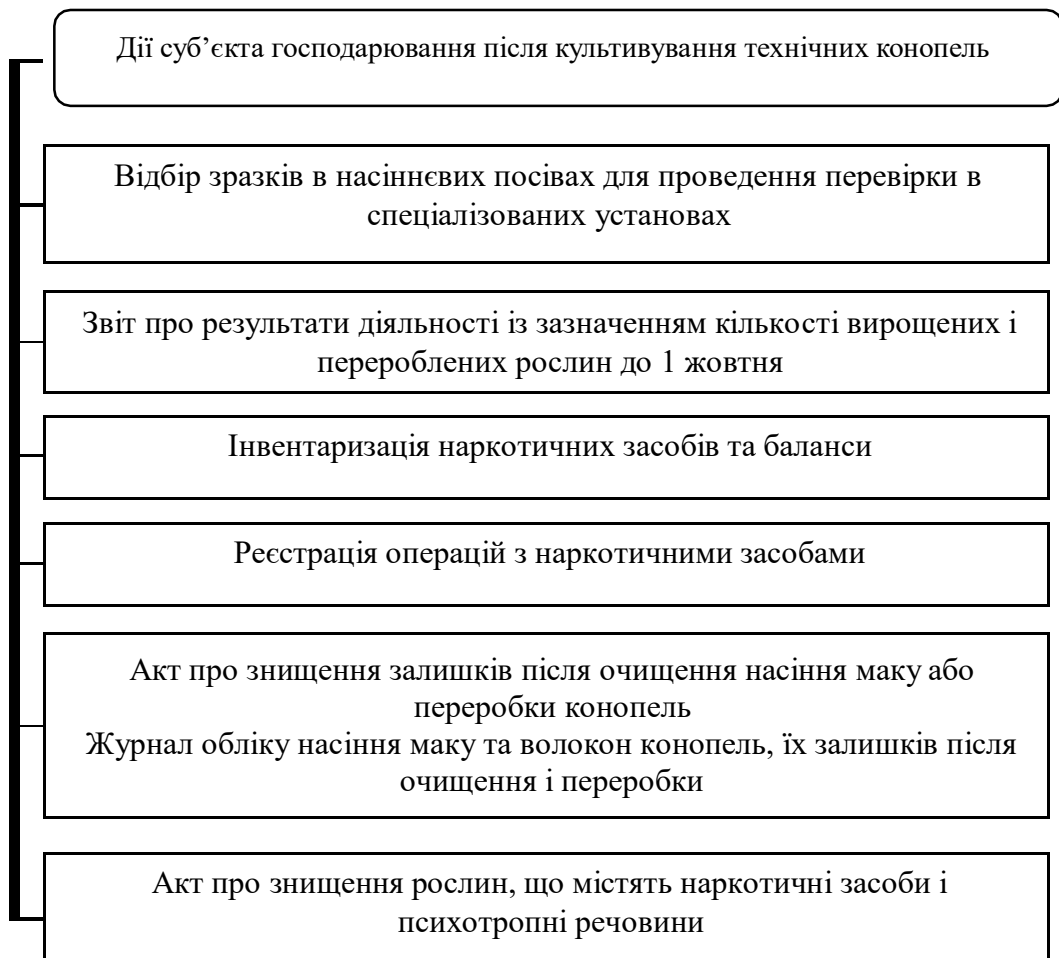 Дії суб’єкта господарювання після культивування технічних конопель
Відбір зразків в насіннєвих посівах для проведення перевірки в
спеціалізованих установах
Звіт про результати діяльності із зазначенням кількості вирощених і
перероблених рослин до 1 жовтня
Інвентаризація наркотичних засобів та баланси
Реєстрація операцій з наркотичними засобами
Акт про знищення залишків після очищення насіння маку або
переробки конопель
Журнал обліку насіння маку та волокон конопель, їх залишків після
очищення і переробки
Акт про знищення рослин, що містять наркотичні засоби і
психотропні речовини